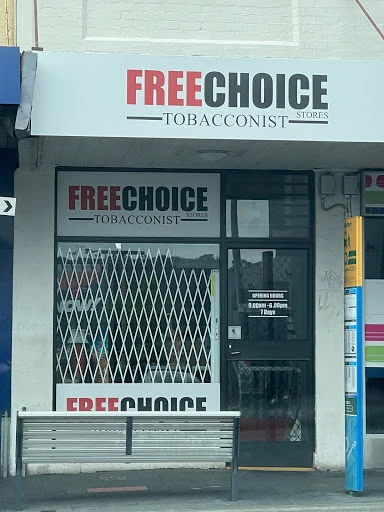 FREECHOICE
STORES
TOBACCONIST
FREECHOICE
STORES
TOBACCONIST
OPENING HOURS
9.00am - 6.00pm
7 Days
FREECHOICE